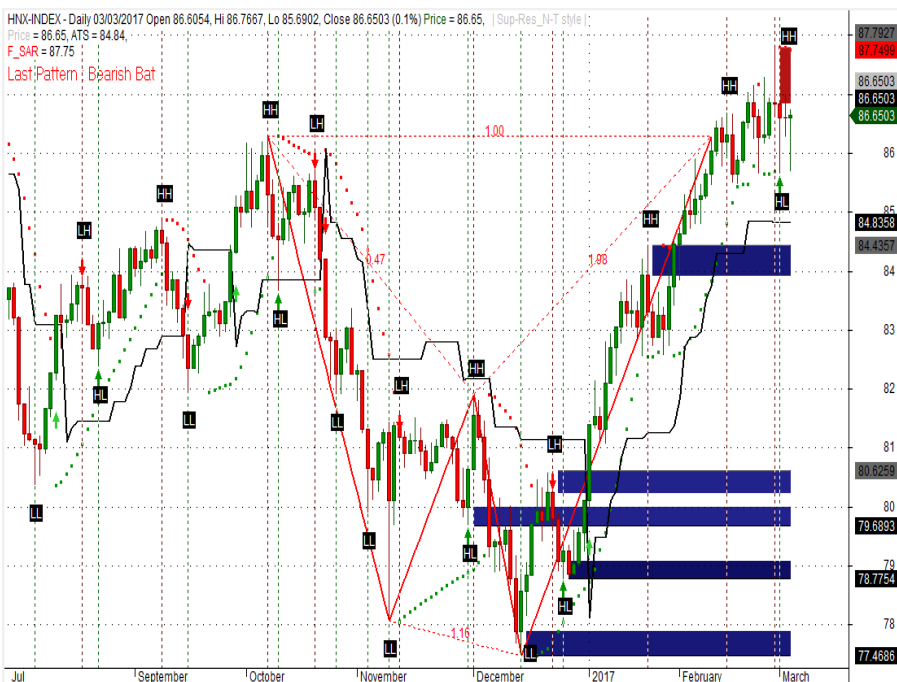 HNX-INDEX - Daily 03/03/2017 Open 86.6054, Hi 86.7667, Lo 85.6902, Close 86.6503 (0.1%) Price = 86.65, | Sup-Res_N-T style |
Price = 86.65, ATS = 84.84,
F_SAR = 87.75
Last Pattern : Bearish Bat
87.7927
87.7499
86.6503
86.6503
86.6503
86
85
84.8358
84.4357
84
83
82
81
80.6259
80
79.6893
79
78.7754
78
77.4686
HH
HH
HH
LH
1.00
HH
LH
HL
HH
0.47
1.98
HL
HL
HH
LH
LL
LL
LH
LL
LL
HL
HL
1.16
LL
LL
Jul
September
October
November
December
2017
February
March